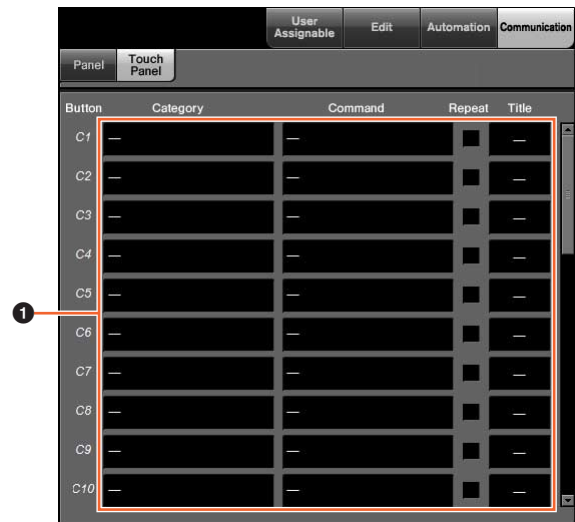 User Assignable Edit Automation Communication
Panel Touch Panel
Button Category Command Repeat Title
C1 — — —
C2 — — —
C3 — — —
C4 — — —
C5 — — —
1
C6 — — —
C7 — — —
C8 — — —
C9 — — —
C10 — — —